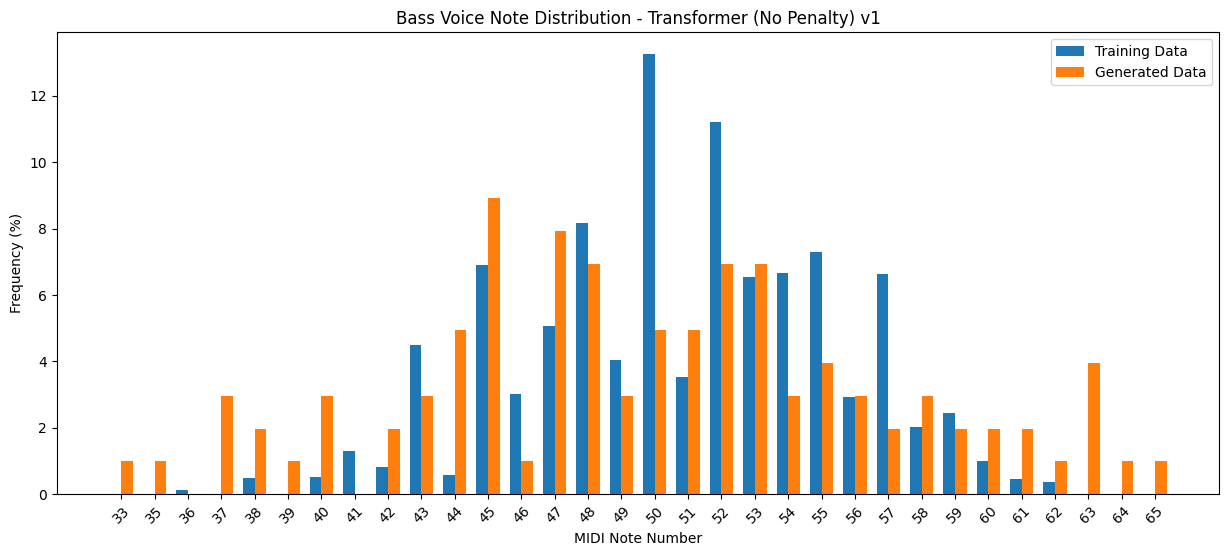 Bass Voice Note Distribution - Transformer (No Penalty) v1
Training Data
Generated Data
Frequency (%)
12
10
8
6
4
2
0
33 35 36 37 38 39 40 41 42 43 44 45 46 47 48 49 50 51 52 53 54 55 56 57 58 59 60 61 62 63 64 65
MIDI Note Number